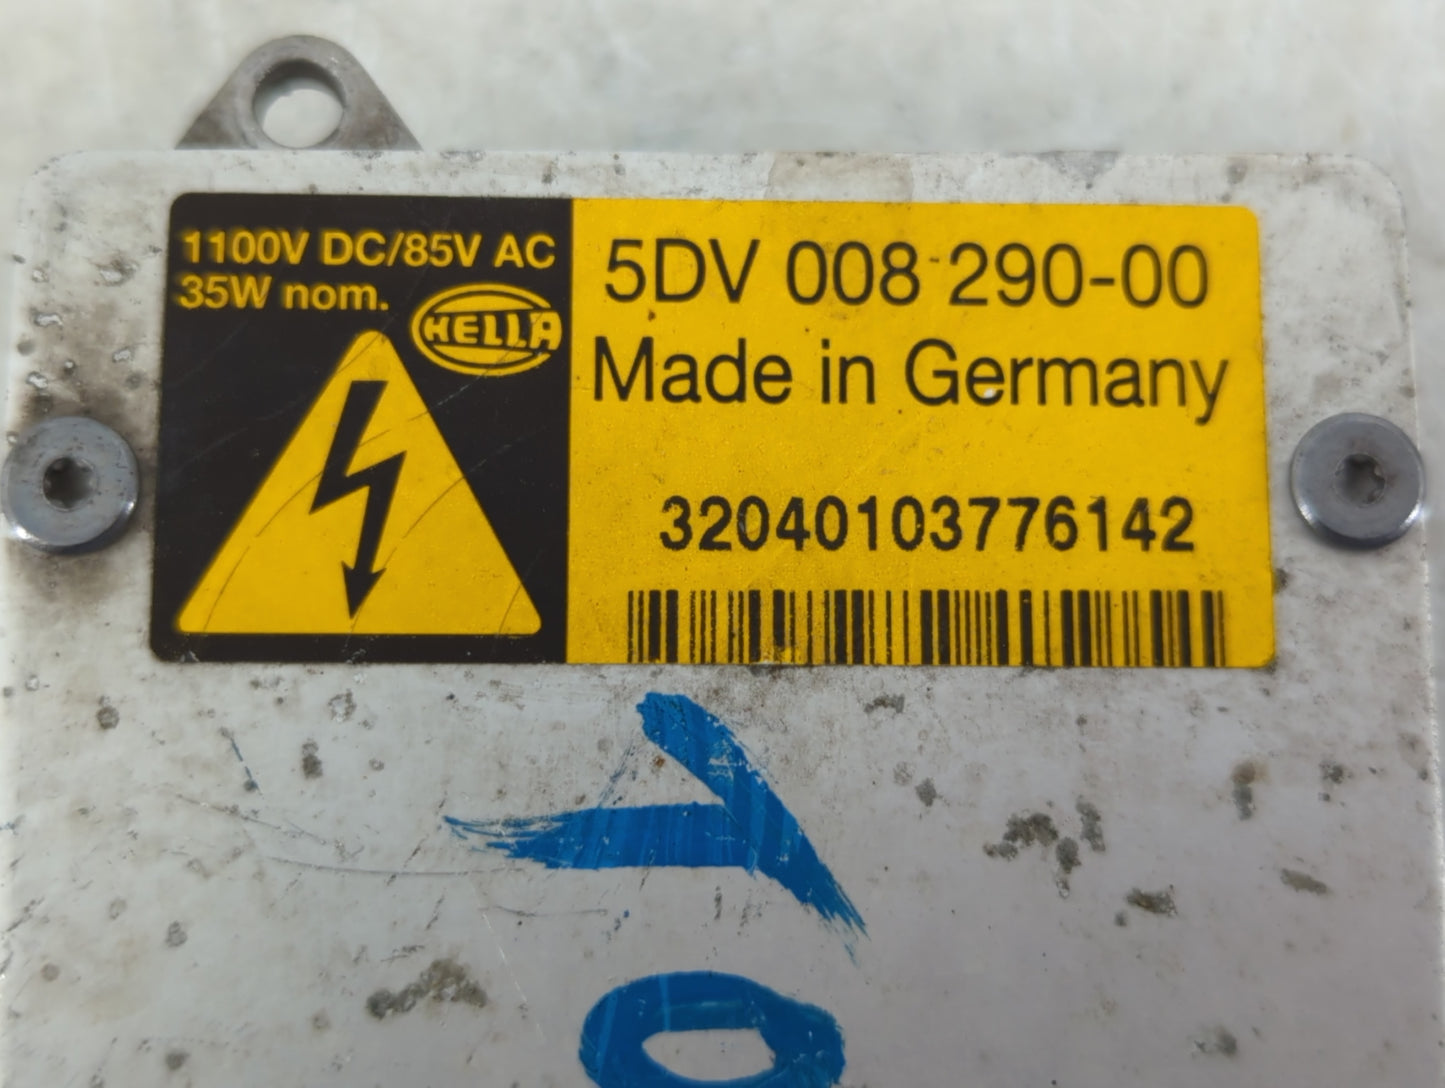 1100V DC/85V AC
35W nom.
HELLA
5DV 008 290-00
Made in Germany
32040103776142